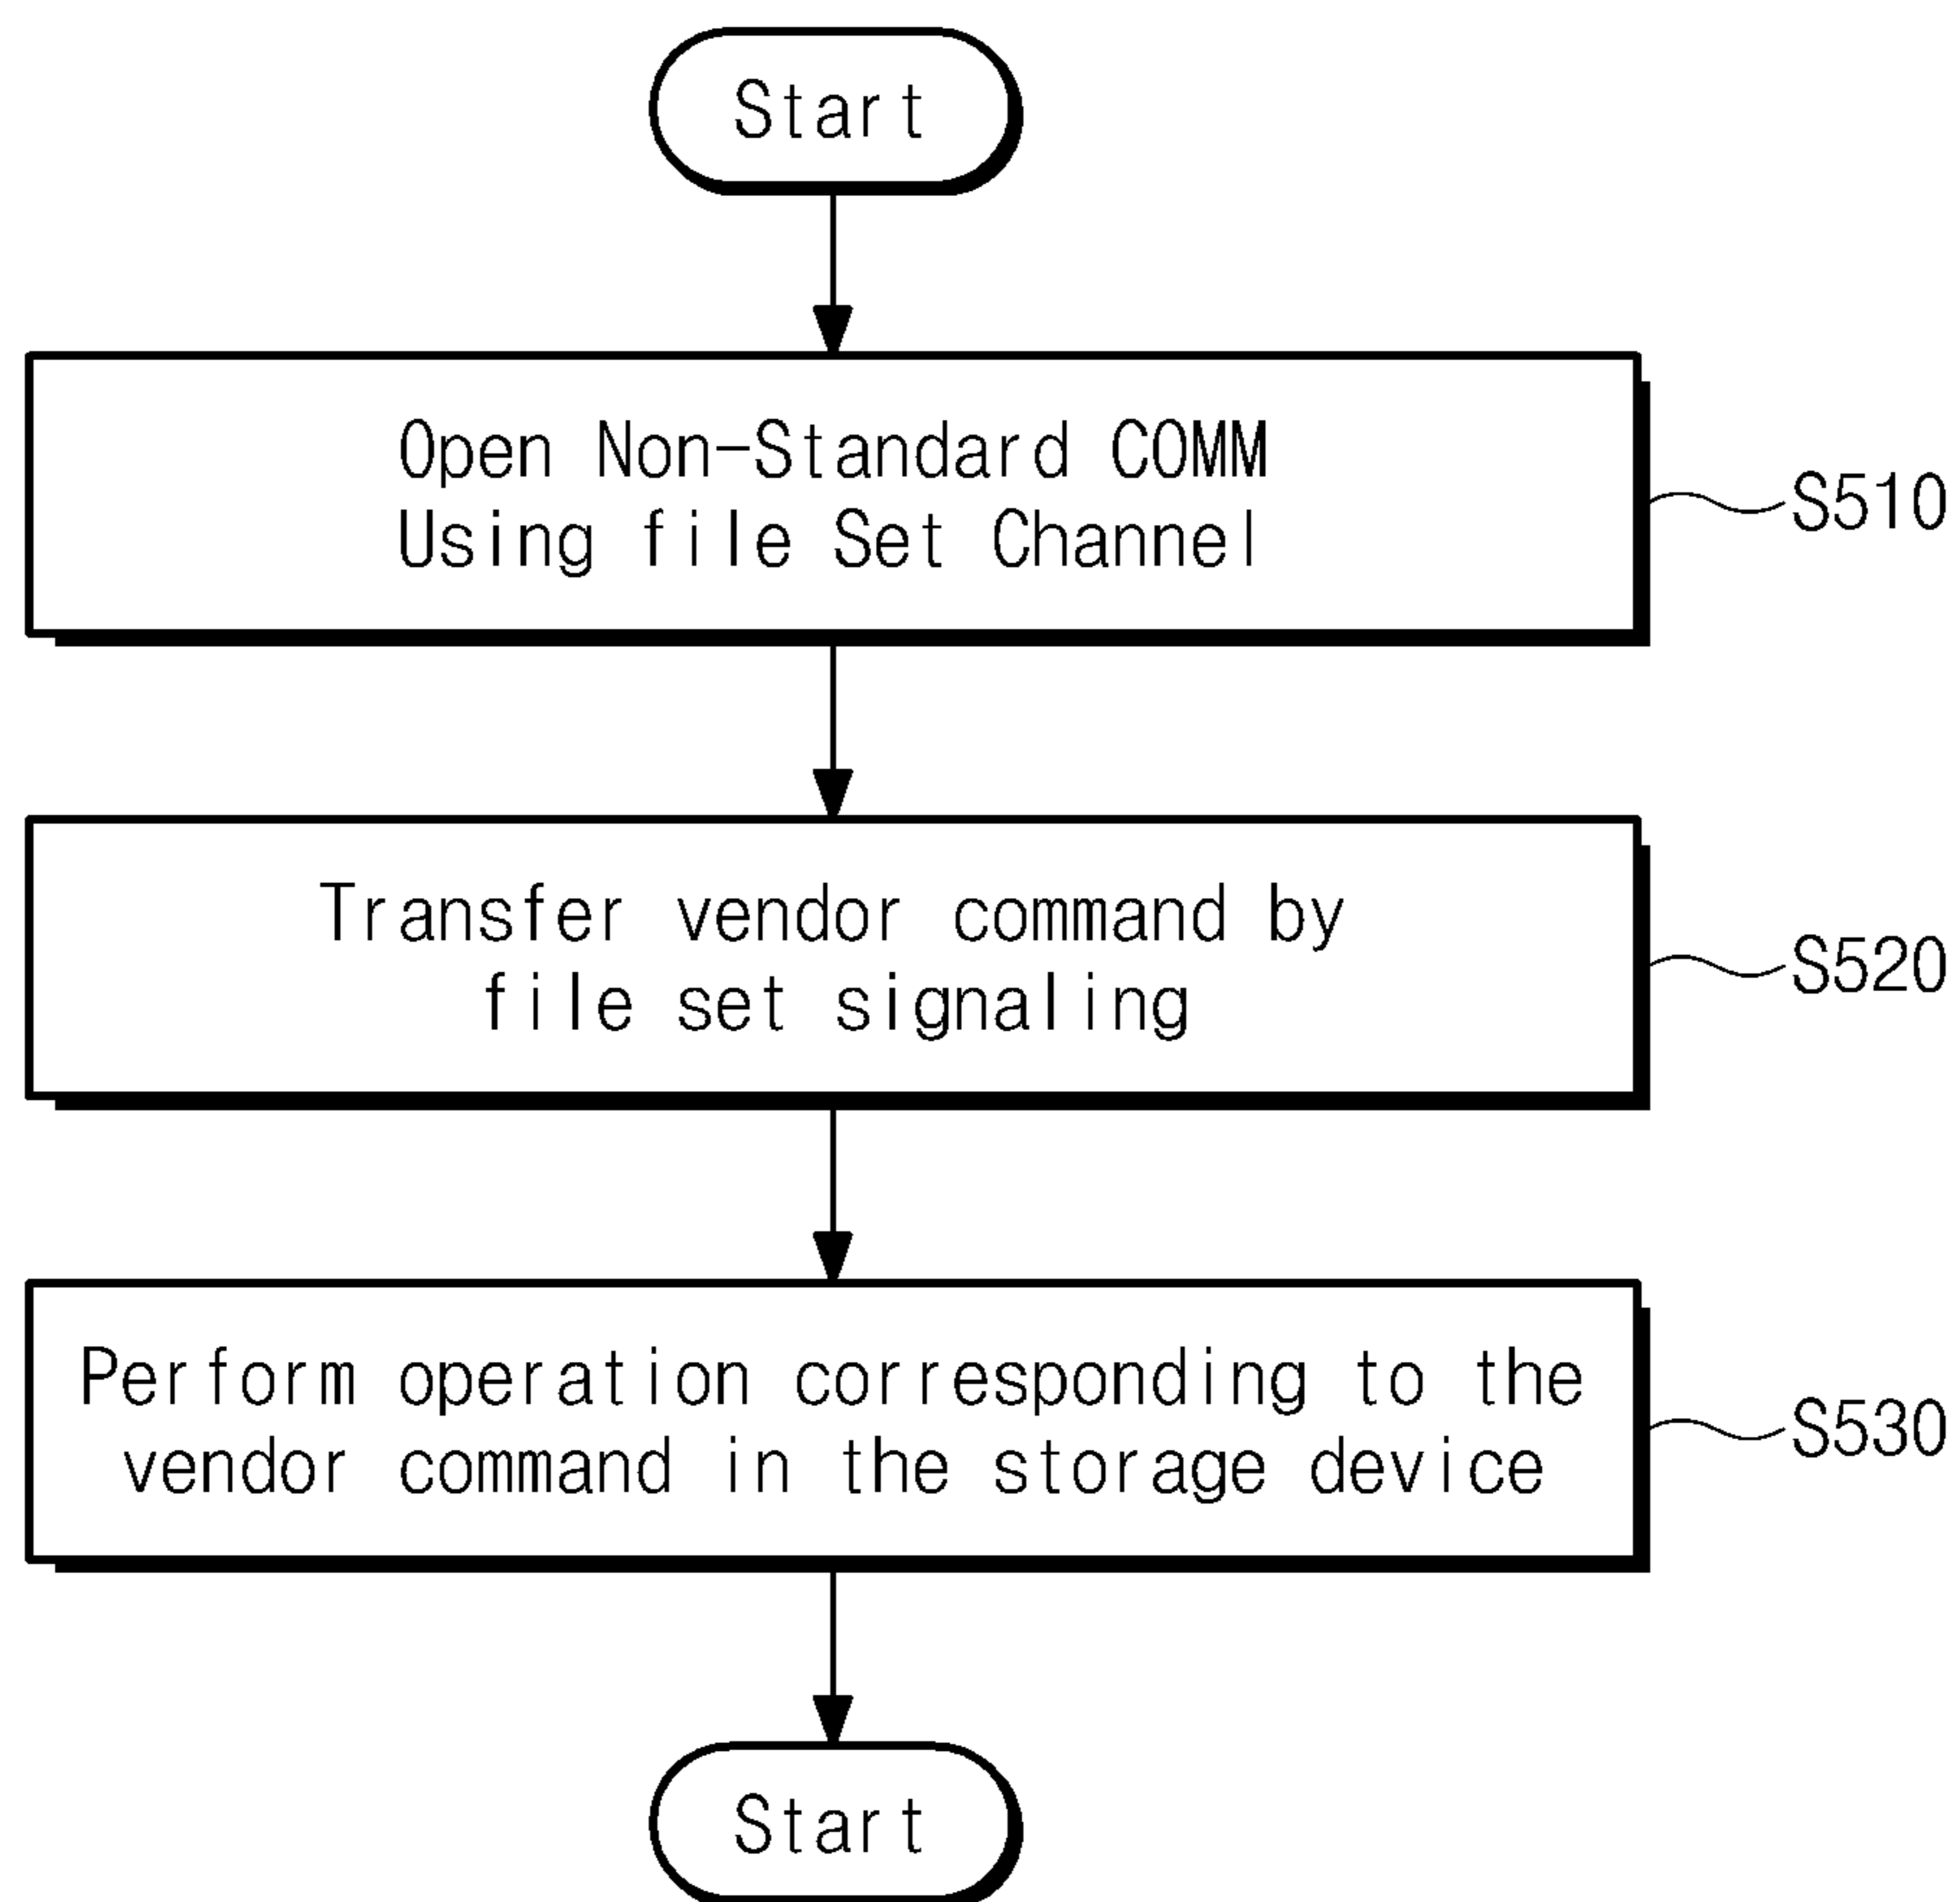 Start
Open Non-Standard COMM
Using file Set Channel
S510
Transfer vendor command by
file set signaling
S520
Perform operation corresponding to the
vendor command in the storage device
S530
Start